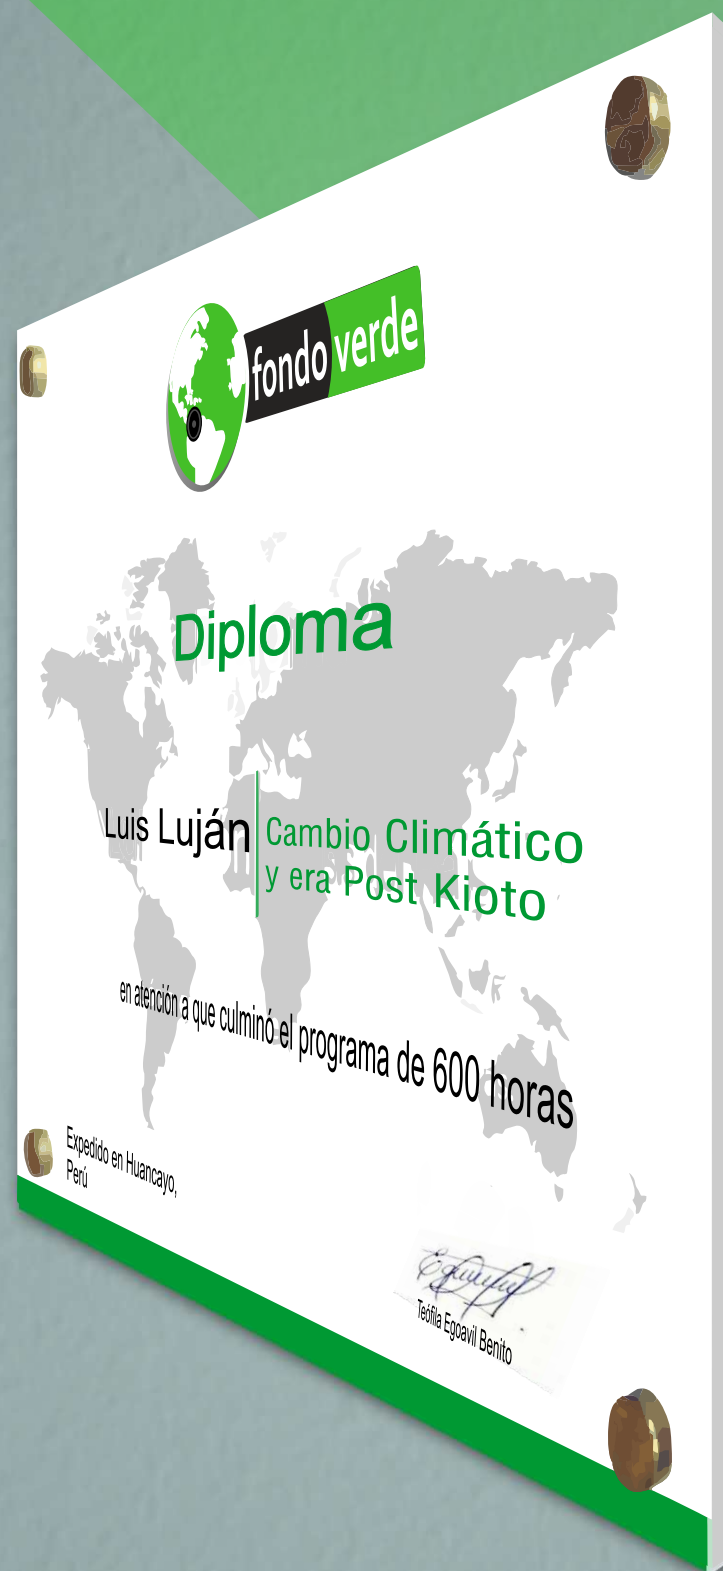 fondo verde
Diploma
Luis Luján
Cambio Climático
y era Post Kioto
en atención a que culminó el programa de 600 horas
Expedido en Huancayo,
Perú
Teófila Egoavil Benito